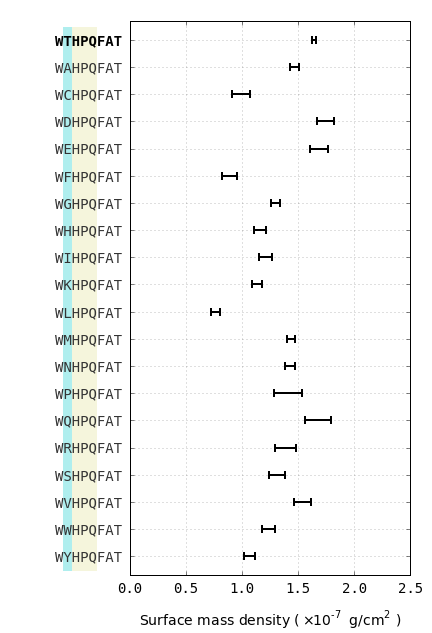 WTHPQFAT
WAHPQFAT
WCHPQFAT
WDHPQFAT
WEHPQFAT
WFHPQFAT
WGHPQFAT
WHHPQFAT
WIHPQFAT
WKHPQFAT
WLHPQFAT
WMHPQFAT
WNHPQFAT
WPHPQFAT
WQHPQFAT
WRHPQFAT
WSHPQFAT
WVHPQFAT
WWHPQFAT
WYHPQFAT
0.0 0.5 1.0 1.5 2.0 2.5
Surface mass density ( ×10⁻⁷ g/cm² )